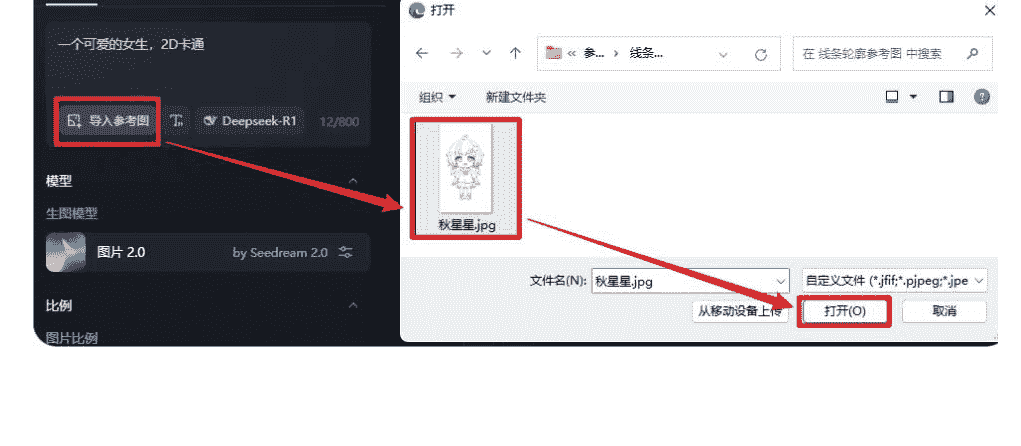 一个可爱的女生，2D卡通
导入参考图
Deepseek-R1
12/800
模型
生图模型
图片 2.0
by Seedream 2.0
比例
图片比例
打开
« 参... › 线条...
在 线条轮廓参考图 中搜索
组织
新建文件夹
秋星星.jpg
文件名(N):
秋星星.jpg
自定义文件 (*.jfif;*.pjpeg;*.jpe
从移动设备上传
打开(O)
取消